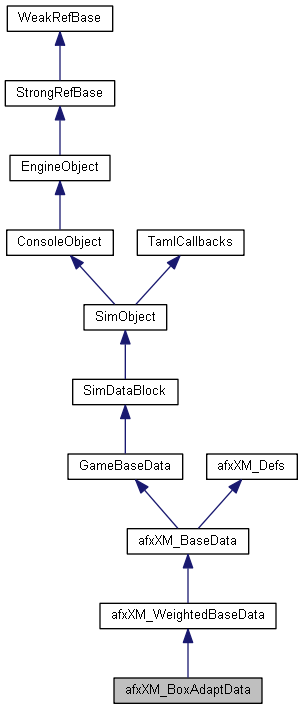 WeakRefBase
StrongRefBase
EngineObject
ConsoleObject
TamlCallbacks
SimObject
SimDataBlock
GameBaseData
afxXM_Defs
afxXM_BaseData
afxXM_WeightedBaseData
afxXM_BoxAdaptData